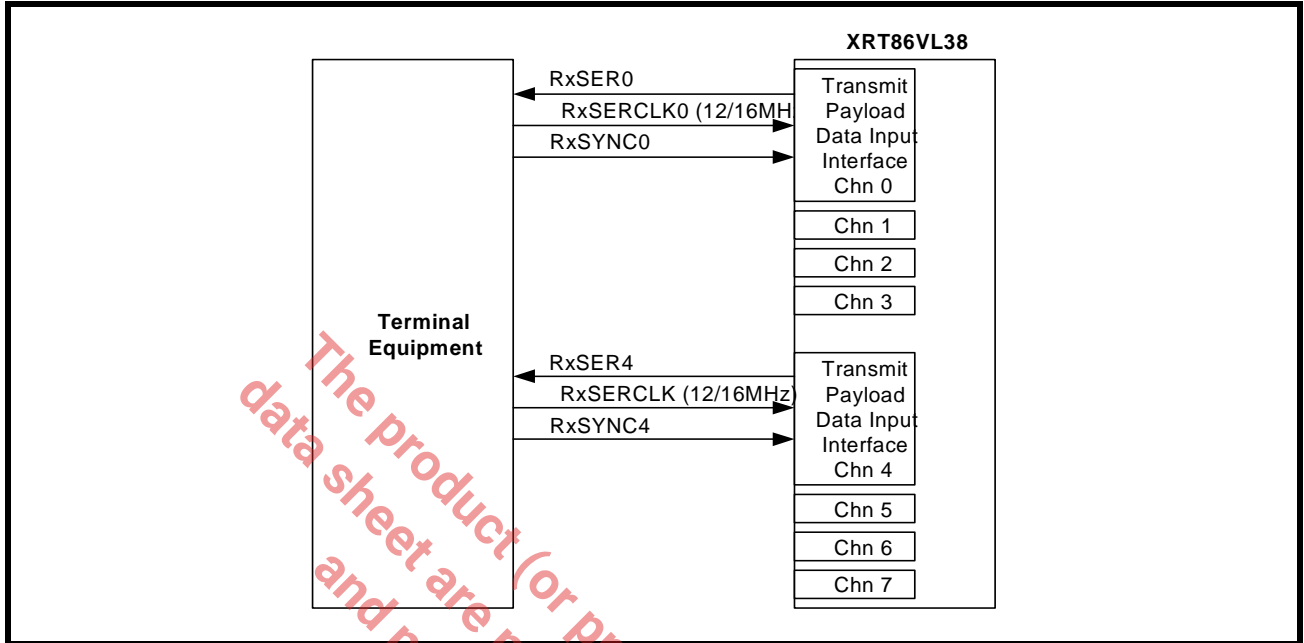 XRT86VL38
RxSER0
RxSERCLK0 (12/16MH
RxSYNC0
Transmit
Payload
Data Input
Interface
Chn 0
Chn 1
Chn 2
Chn 3
Terminal
Equipment
RxSER4
RxSERCLK (12/16MHz)
RxSYNC4
Transmit
Payload
Data Input
Interface
Chn 4
Chn 5
Chn 6
Chn 7
The product (or pr
data sheet are
and